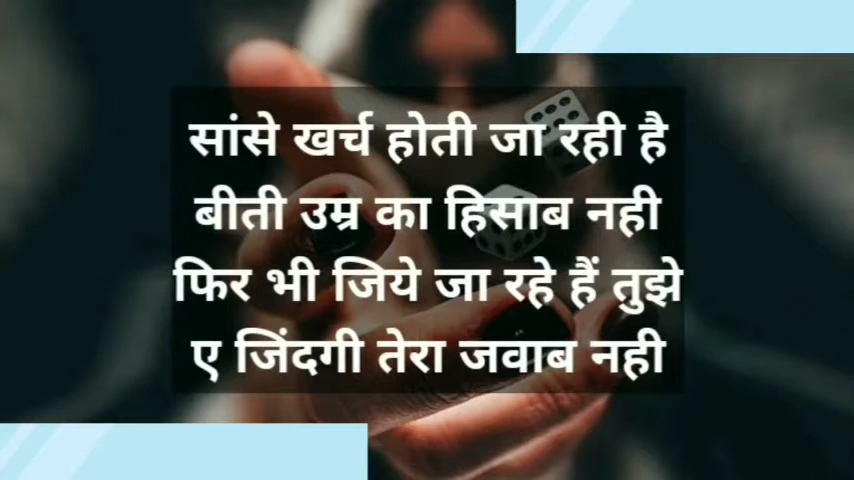 सांसे खर्च होती जा रही है
बीती उम्र का हिसाब नही
फिर भी जिये जा रहे हैं तुझे
ए जिंदगी तेरा जवाब नही